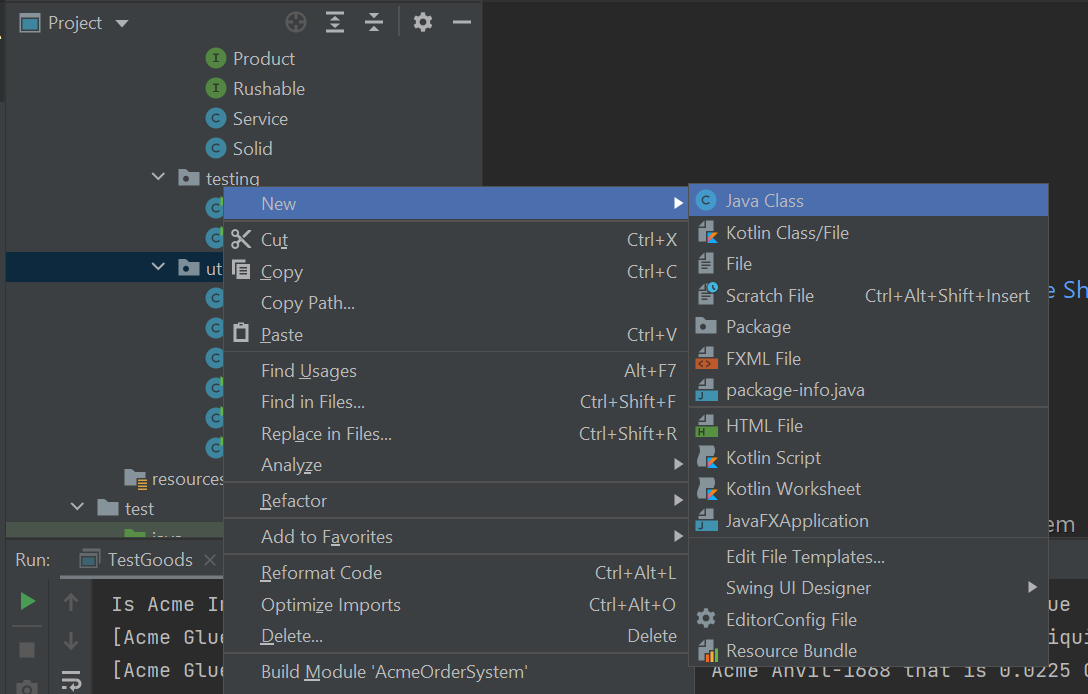 Project
Product
Rushable
Service
Solid
testing
ut
resources
test
New
Cut Ctrl+X
Copy Ctrl+C
Copy Path...
Paste Ctrl+V
Find Usages Alt+F7
Find in Files... Ctrl+Shift+F
Replace in Files... Ctrl+Shift+R
Analyze
Refactor
Add to Favorites
Reformat Code Ctrl+Alt+L
Optimize Imports Ctrl+Alt+O
Delete... Delete
Build Module 'AcmeOrderSystem'
Java Class
Kotlin Class/File
File
Scratch File Ctrl+Alt+Shift+Insert
Package
FXML File
package-info.java
HTML File
Kotlin Script
Kotlin Worksheet
JavaFXApplication
Edit File Templates...
Swing UI Designer
EditorConfig File
Resource Bundle
e Sh
em
Run: TestGoods
Is Acme In
ue
[Acme Glue
iqui
[Acme Glue
Acme Anvil-1668 that is 0.0225